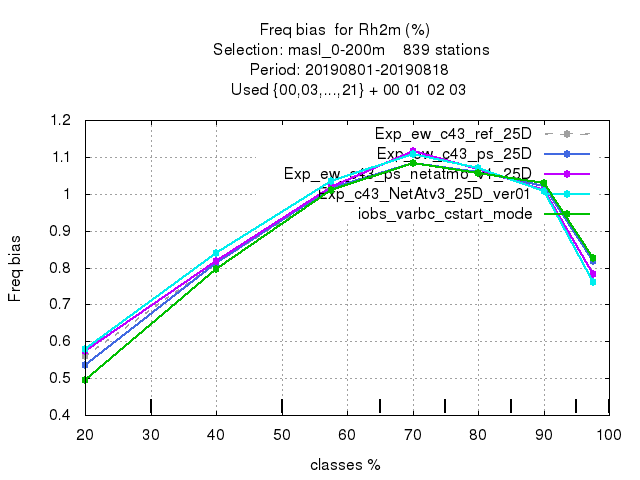 Freq bias  for Rh2m (%)
Selection: masl_0-200m    839 stations
Period: 20190801-20190818
Used {00,03,...,21} + 00 01 02 03
Exp_ew_c43_ref_25D
Exp_ew_c43_ps_25D
Exp_ew_c43_ps_netatmo_ 25D
Exp_c43_NetAtv3_25D_ver01
iobs_varbc_cstart_mode
1.2
1.1
1
0.9
0.8
0.7
0.6
0.5
0.4
Freq bias
20 30 40 50 60 70 80 90 100
classes %